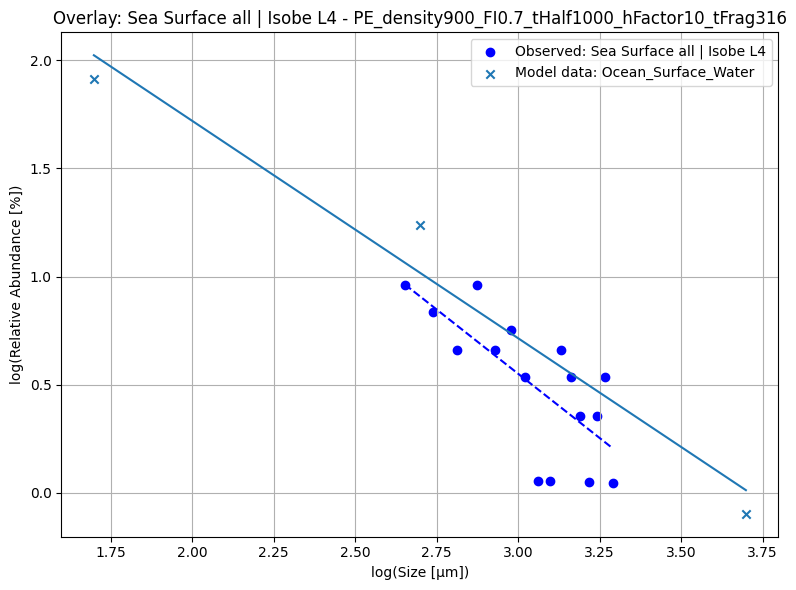 Overlay: Sea Surface all | Isobe L4 - PE_density900_FI0.7_tHalf1000_hFactor10_tFrag316
Observed: Sea Surface all | Isobe L4
Model data: Ocean_Surface_Water
log(Relative Abundance [%])
2.0
1.5
1.0
0.5
0.0
1.75 2.00 2.25 2.50 2.75 3.00 3.25 3.50 3.75
log(Size [µm])